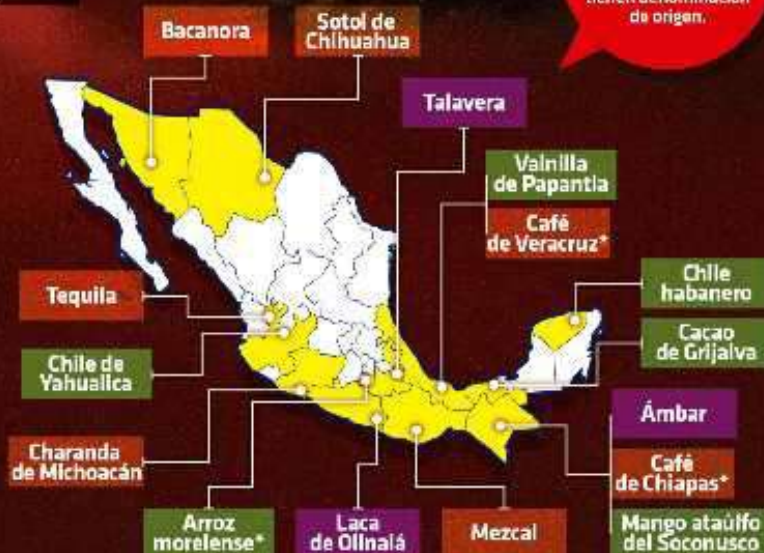 de origen.
Bacanora
Sotol de
Chihuahua
Talavera
Vainilla
de Papantla
Café
de Veracruz*
Chile
habanero
Tequila
Cacao
de Grijalva
Chile de
Yahualica
Ámbar
Charanda
de Michoacán
Café
de Chiapas*
Arroz
morelense*
Laca
de Olinalá
Mezcal
Mango ataúlfo
del Soconusco